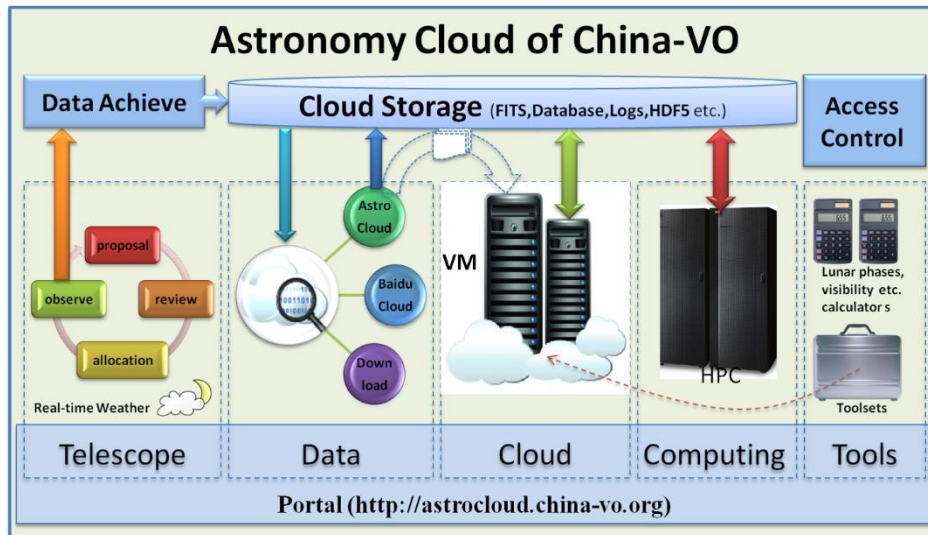 Astronomy Cloud of China-VO
Data Achieve
Cloud Storage (FITS,Database,Logs,HDF5 etc.)
Access
Control
proposal
observe
review
allocation
Real-time Weather
Astro
Cloud
Baidu
Cloud
Down
load
VM
HPC
Lunar phases,
visibility etc.
calculator s
Toolsets
Telescope
Data
Cloud
Computing
Tools
Portal (http://astrocloud.china-vo.org)